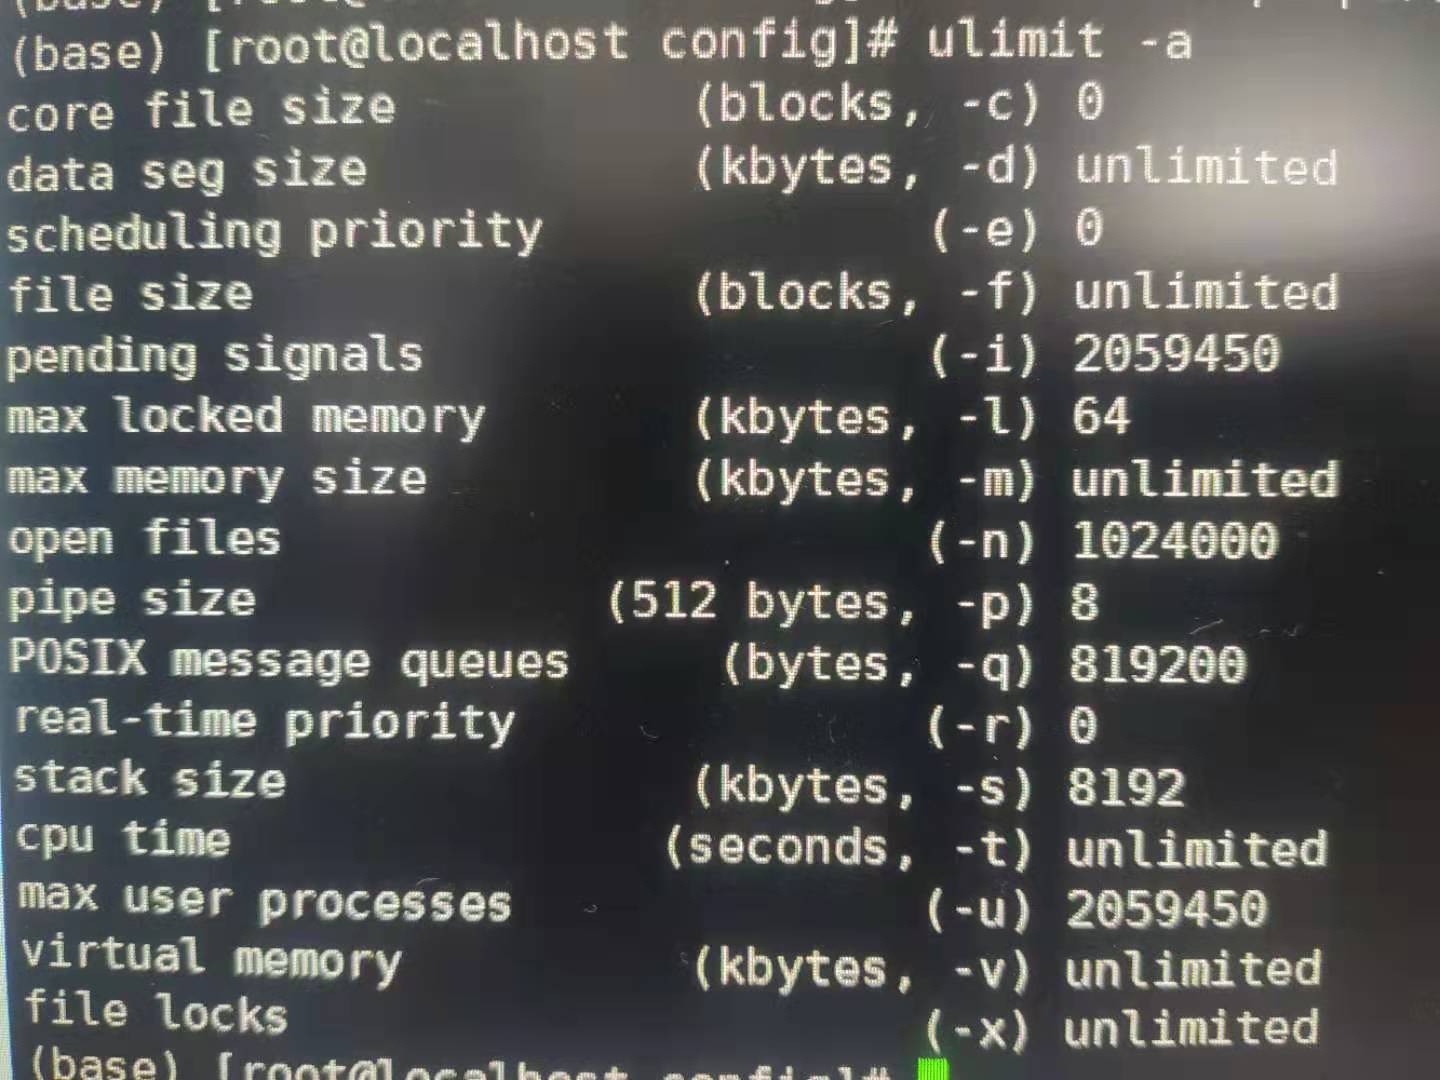 (base) [root@localhost config]# ulimit -a
core file size (blocks, -c) 0
data seg size (kbytes, -d) unlimited
scheduling priority (-e) 0
file size (blocks, -f) unlimited
pending signals (-i) 2059450
max locked memory (kbytes, -l) 64
max memory size (kbytes, -m) unlimited
open files (-n) 1024000
pipe size (512 bytes, -p) 8
POSIX message queues (bytes, -q) 819200
real-time priority (-r) 0
stack size (kbytes, -s) 8192
cpu time (seconds, -t) unlimited
max user processes (-u) 2059450
virtual memory (kbytes, -v) unlimited
file locks (-x) unlimited
(base) [root@localhost config]#